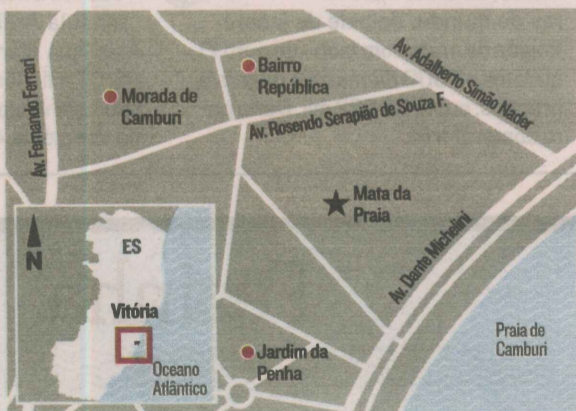 Av. Fernando Ferrari
Morada de
Camburi
Bairro
República
Av. Adalberto Simão Nader
Av. Rosendo Serapião de Souza F.
Mata da
Praia
Av. Dante Michelini
Praia de
Camburi
Jardim da
Penha
N
ES
Vitória
Oceano
Atlântico